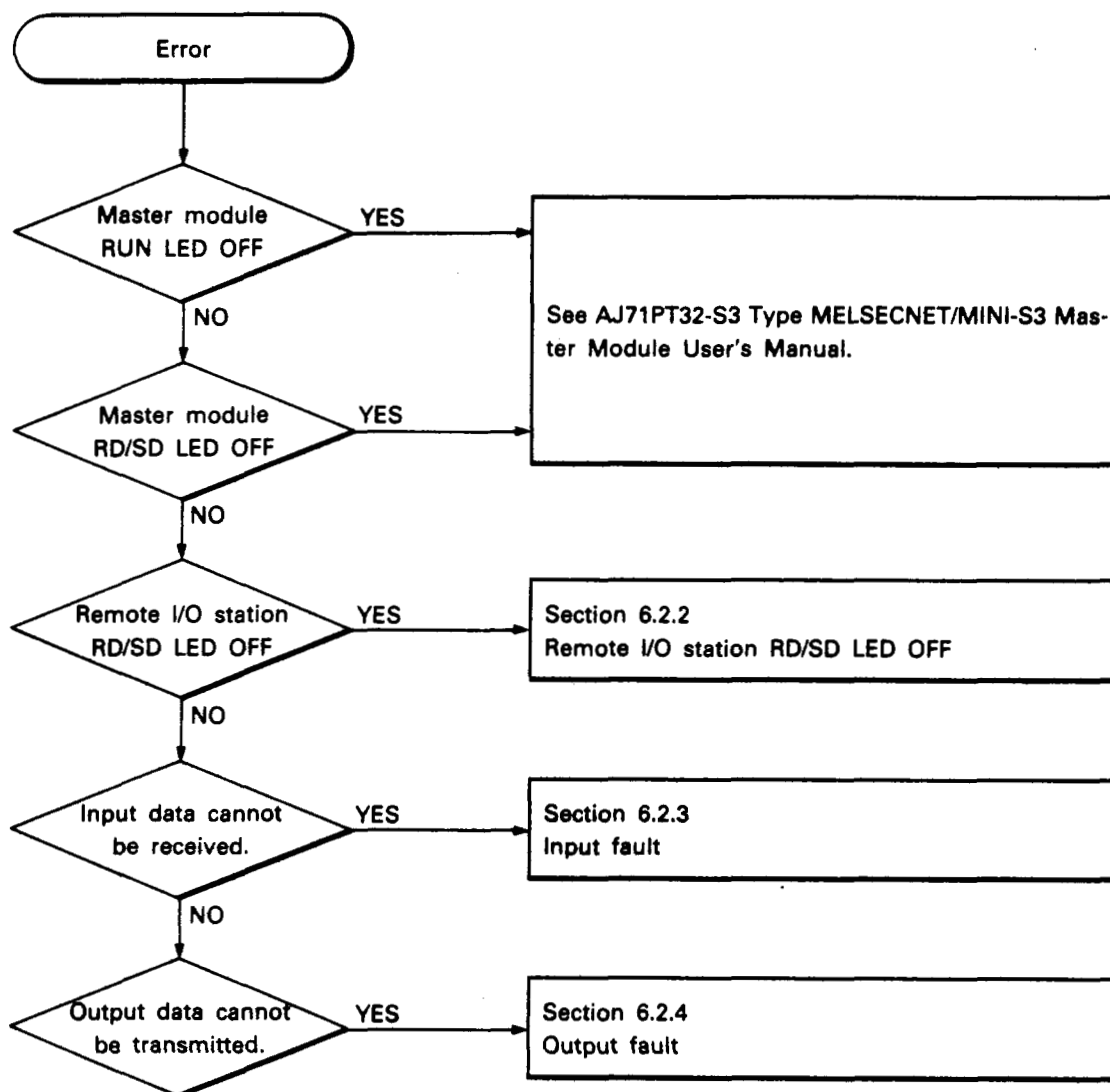 Error
Master module
RUN LED OFF
YES
NO
See AJ71PT32-S3 Type MELSECNET/MINI-S3 Mas-
ter Module User's Manual.
Master module
RD/SD LED OFF
YES
NO
Remote I/O station
RD/SD LED OFF
YES
NO
Section 6.2.2
Remote I/O station RD/SD LED OFF
Input data cannot
be received.
YES
NO
Section 6.2.3
Input fault
Output data cannot
be transmitted.
YES
Section 6.2.4
Output fault